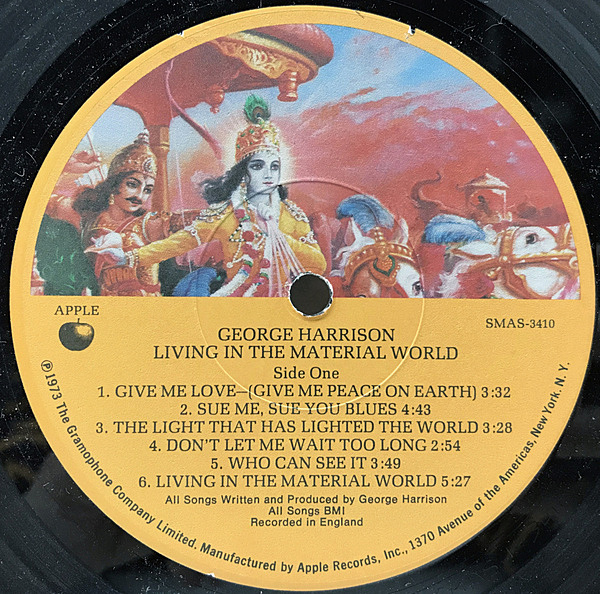 APPLE
SMAS-3410
GEORGE HARRISON
LIVING IN THE MATERIAL WORLD
Side One
1. GIVE ME LOVE—(GIVE ME PEACE ON EARTH) 3:32
2. SUE ME, SUE YOU BLUES 4:43
3. THE LIGHT THAT HAS LIGHTED THE WORLD 3:28
4. DON'T LET ME WAIT TOO LONG 2:54
5. WHO CAN SEE IT 3:49
6. LIVING IN THE MATERIAL WORLD 5:27
All Songs Written and Produced by George Harrison
All Songs BMI
Recorded in England
℗1973 The Gramophone Company Limited. Manufactured by Apple Records, Inc., 1370 Avenue of the Americas, New York. N. Y.